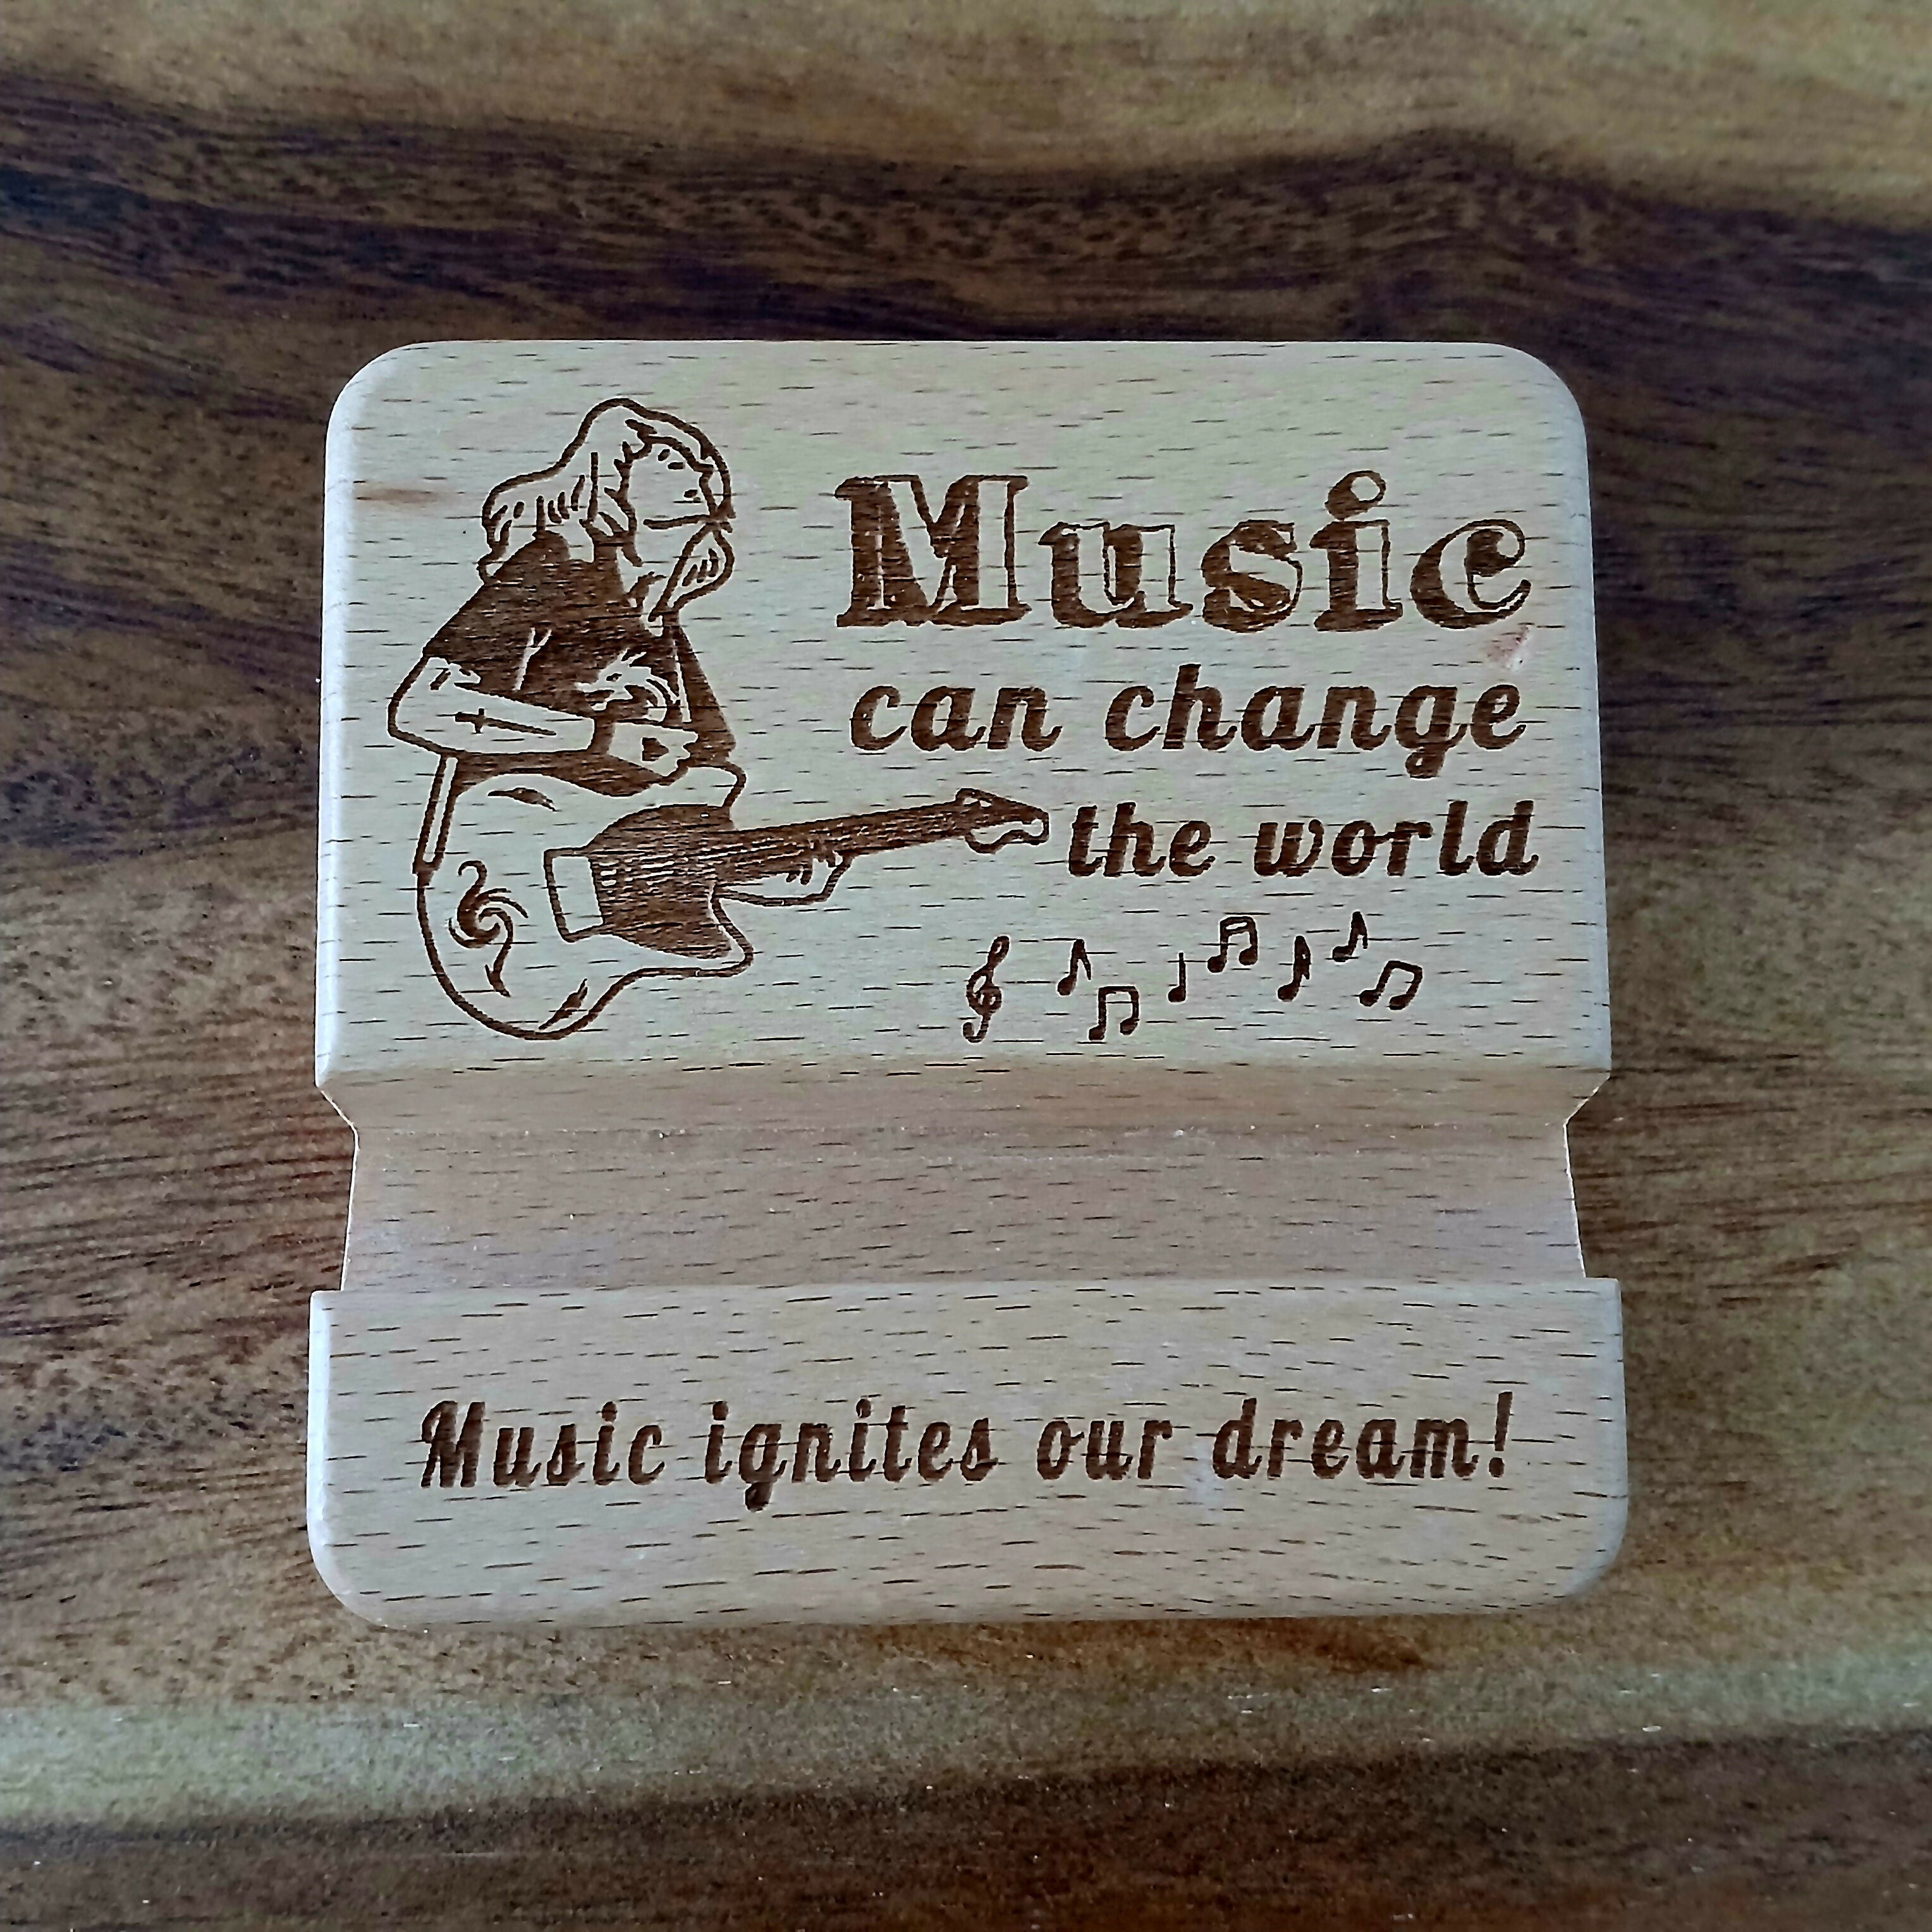 Music
can change
the world
Music ignites our dream!